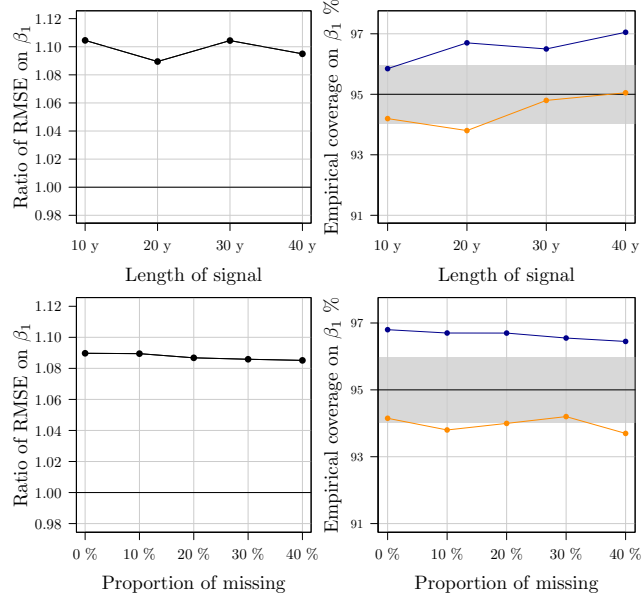 Ratio of RMSE on β1
1.12
1.10
1.08
1.06
1.04
1.02
1.00
0.98
10 y 20 y 30 y 40 y
Length of signal
Empirical coverage on β1 %
97
95
93
91
10 y 20 y 30 y 40 y
Length of signal
Ratio of RMSE on β1
1.12
1.10
1.08
1.06
1.04
1.02
1.00
0.98
0 % 10 % 20 % 30 % 40 %
Proportion of missing
Empirical coverage on β1 %
97
95
93
91
0 % 10 % 20 % 30 % 40 %
Proportion of missing